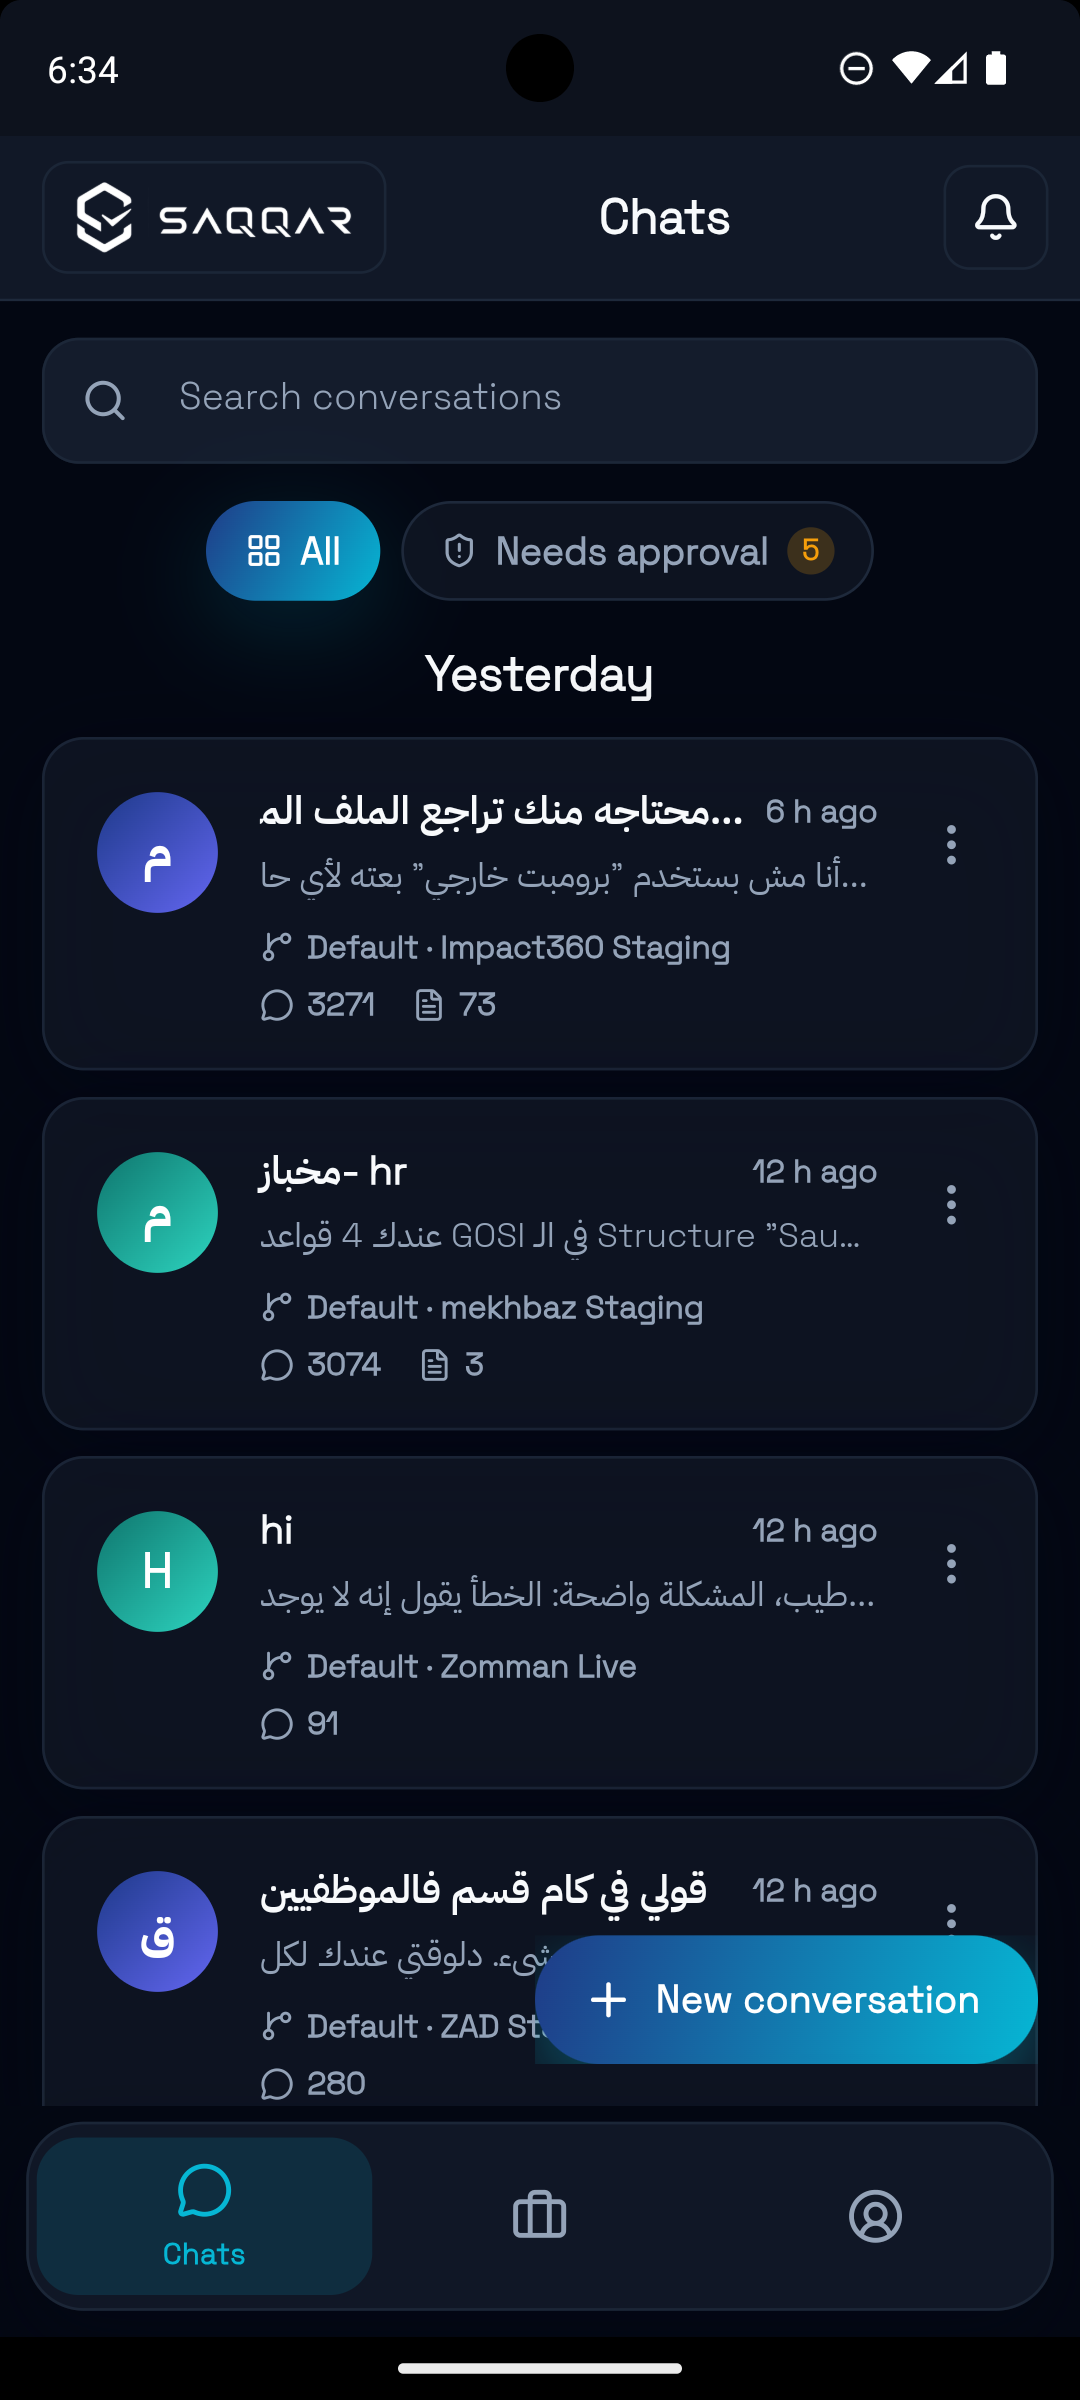 6:34
SAQQAR
Chats
Search conversations
All
Needs approval 5
Yesterday
م
محتاجه منك تراجع الملف الم...
6 h ago
أنا مش بستخدم ”برومبت خارجي” بعته لأي حا...
Default · Impact360 Staging
3271 73
م
مخباز- hr
12 h ago
عندك 4 قواعد GOSI في الـ Structure ”Sau...
Default · mekhbaz Staging
3074 3
H
hi
12 h ago
طيب، المشكلة واضحة: الخطأ يقول إنه لا يوجد...
Default · Zomman Live
91
ق
قولي في كام قسم فالموظفيين
12 h ago
شيء. دلوقتي عندك لكل
Default · ZAD
280
New conversation
Chats